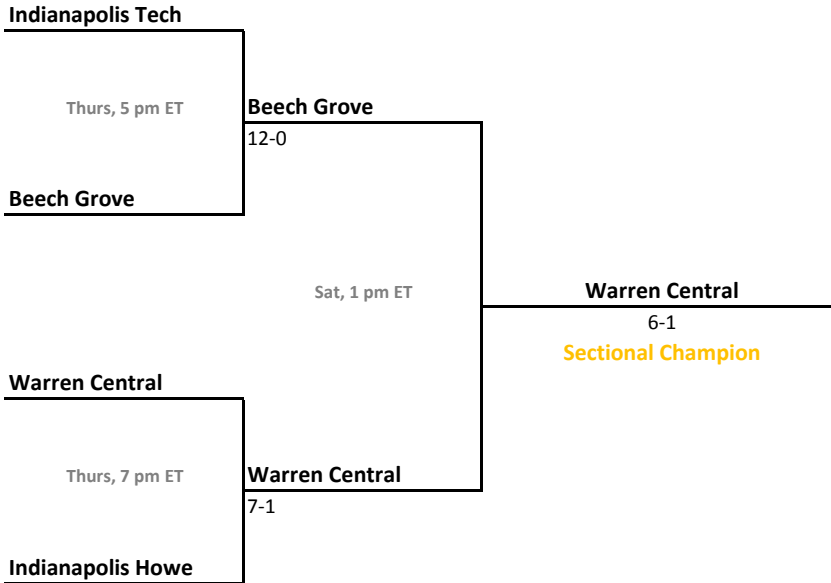 Indianapolis Tech
Thurs, 5 pm ET
Beech Grove
12-0
Beech Grove
Sat, 1 pm ET
Warren Central
6-1
Sectional Champion
Warren Central
Thurs, 7 pm ET
Warren Central
7-1
Indianapolis Howe